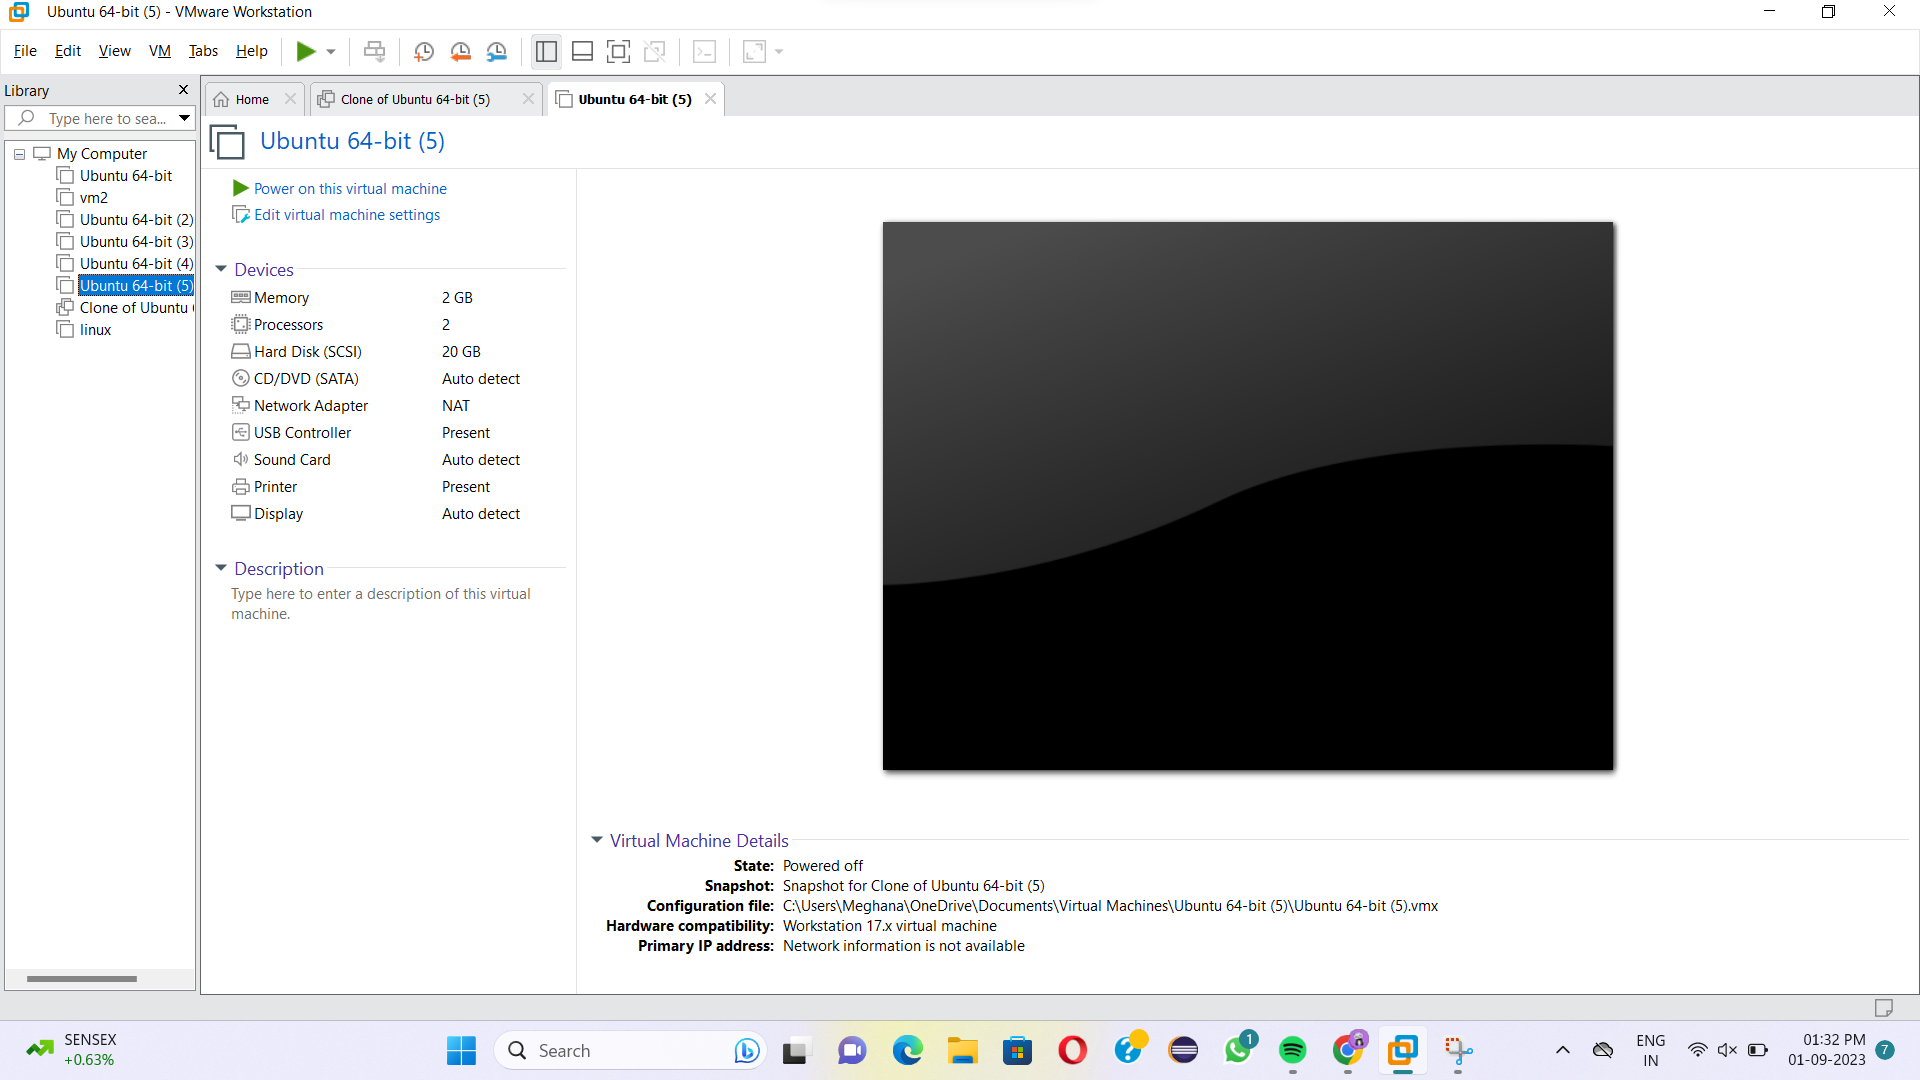 Ubuntu 64-bit (5) - VMware Workstation
File Edit View VM Tabs Help
Library
Type here to sea...
My Computer
Ubuntu 64-bit
vm2
Ubuntu 64-bit (2)
Ubuntu 64-bit (3)
Ubuntu 64-bit (4)
Ubuntu 64-bit (5)
Clone of Ubuntu
linux
Home
Clone of Ubuntu 64-bit (5)
Ubuntu 64-bit (5)
Ubuntu 64-bit (5)
Power on this virtual machine
Edit virtual machine settings
Devices
Memory 2 GB
Processors 2
Hard Disk (SCSI) 20 GB
CD/DVD (SATA) Auto detect
Network Adapter NAT
USB Controller Present
Sound Card Auto detect
Printer Present
Display Auto detect
Description
Type here to enter a description of this virtual
machine.
Virtual Machine Details
State: Powered off
Snapshot: Snapshot for Clone of Ubuntu 64-bit (5)
Configuration file: C:\Users\Meghana\OneDrive\Documents\Virtual Machines\Ubuntu 64-bit (5)\Ubuntu 64-bit (5).vmx
Hardware compatibility: Workstation 17.x virtual machine
Primary IP address: Network information is not available
SENSEX
+0.63%
Search
1
ENG
IN
01:32 PM
01-09-2023
7